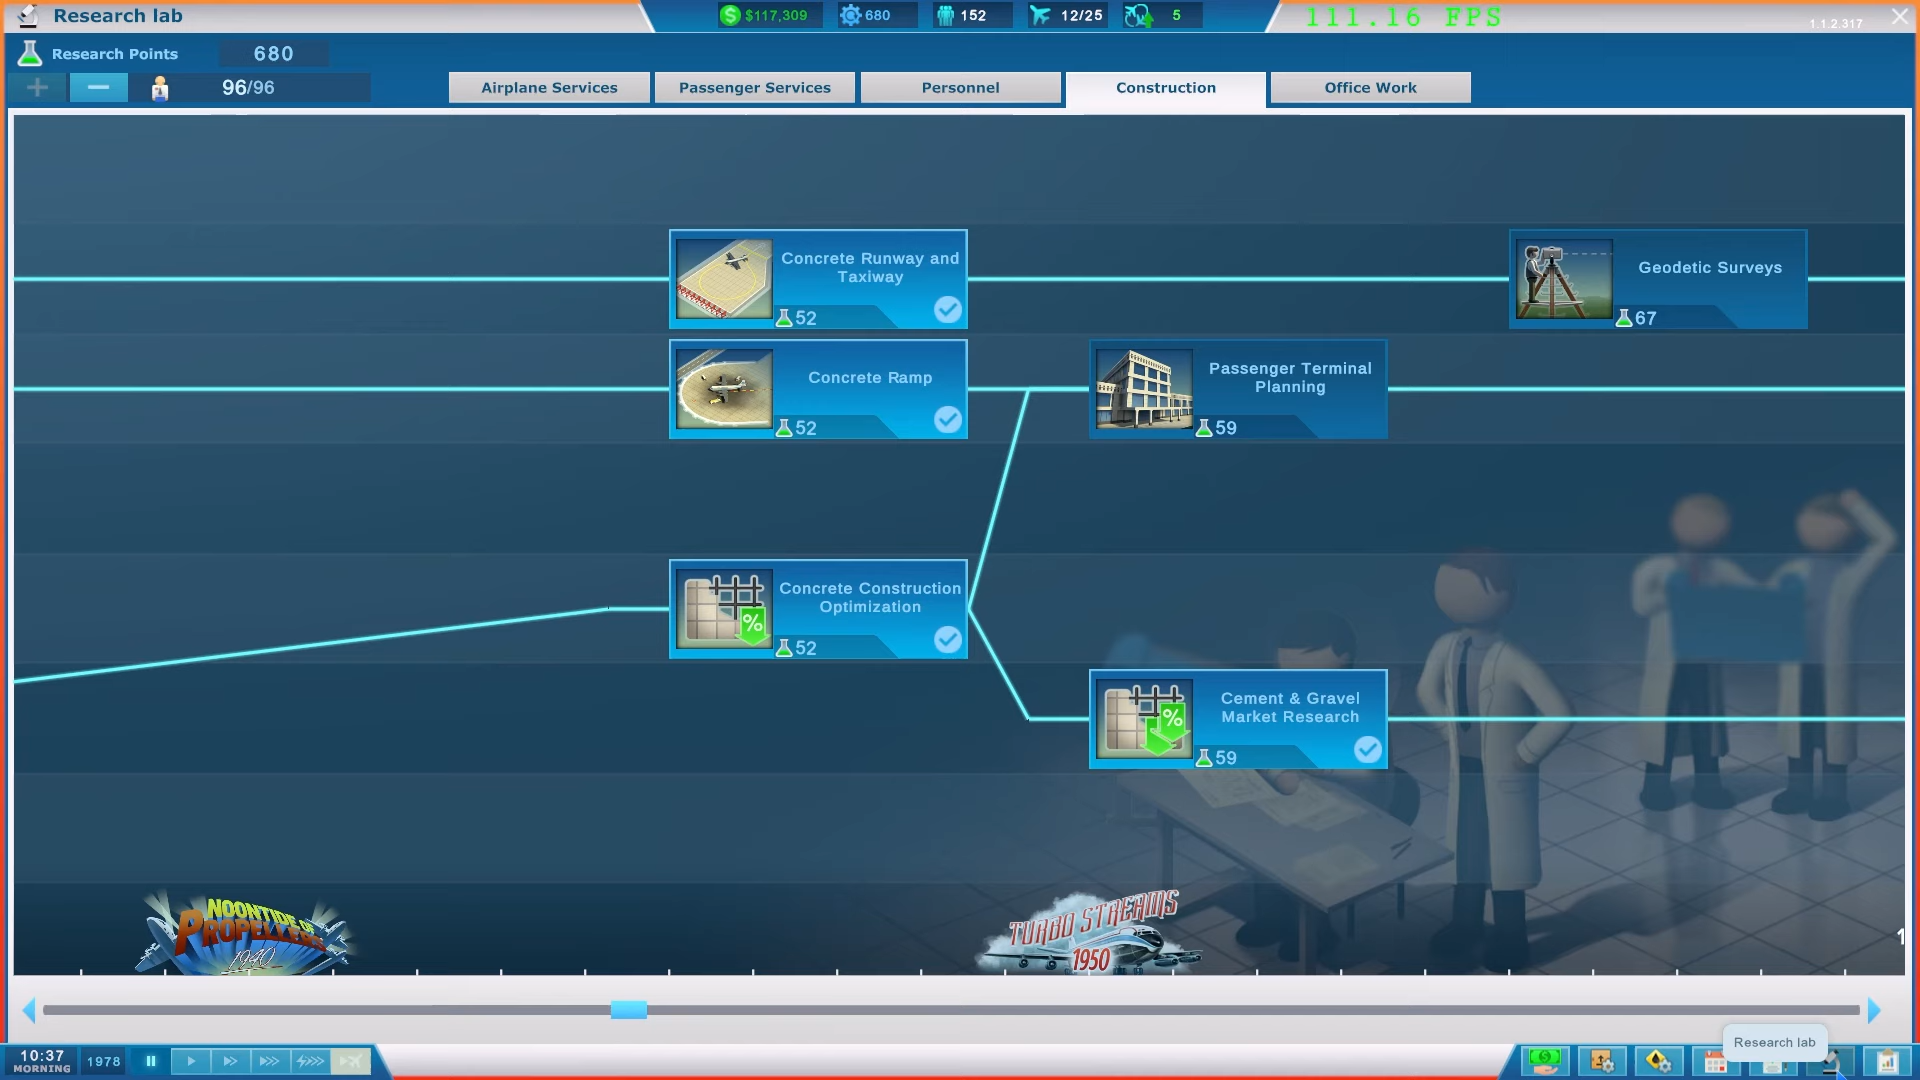 Research lab
$117,309
680
152
12/25
5
111.16 FPS
1.1.2.317
Research Points
680
96/96
Airplane Services
Passenger Services
Personnel
Construction
Office Work
Concrete Runway and
Taxiway
52
Geodetic Surveys
67
Concrete Ramp
52
Passenger Terminal
Planning
59
%
Concrete Construction
Optimization
52
%
Cement & Gravel
Market Research
59
NOONTIDE OF
PROPELLERS
1940
TURBO STREAMS
1950
1
Research lab
10:37
MORNING
1978